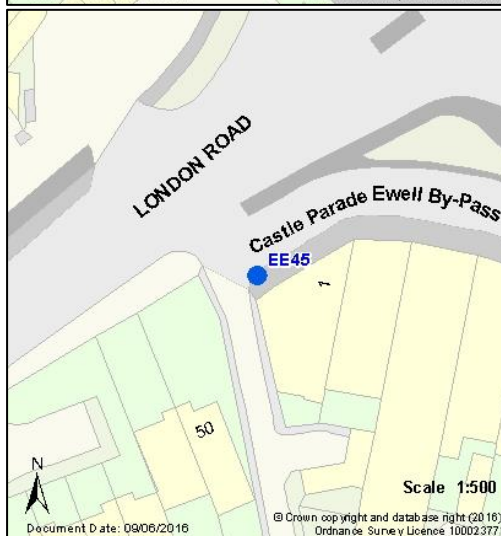 LONDON ROAD
Castle Parade Ewell By-Pass
EE45
1
50
N
Scale 1:500
Document Date: 09/06/2016
© Crown copyright and database right (2016)
Ordnance Survey Licence 10002377